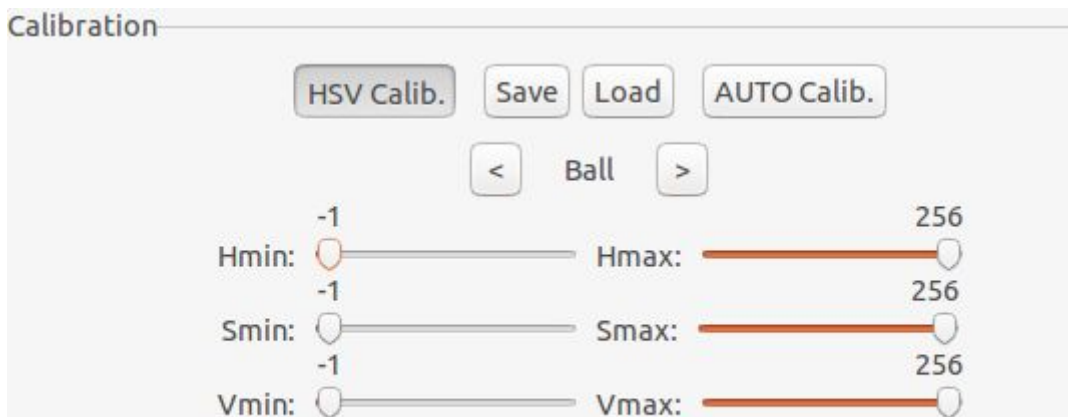 Calibration
HSV Calib. Save Load AUTO Calib.
< Ball >
-1 256
Hmin: Hmax:
-1 256
Smin: Smax:
-1 256
Vmin: Vmax: